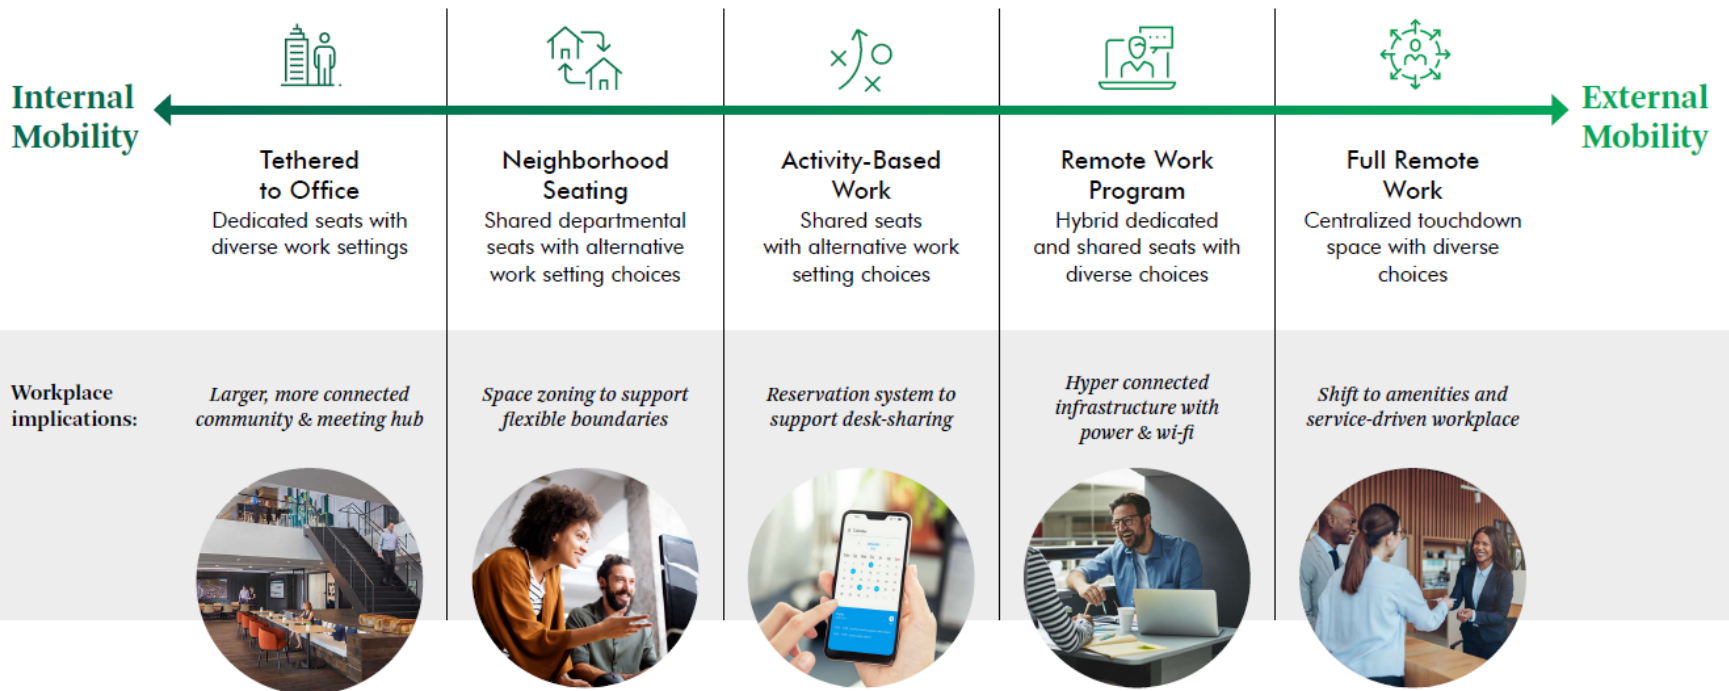 Internal
Mobility
External
Mobility
Tethered
to Office
Dedicated seats with
diverse work settings
Neighborhood
Seating
Shared departmental
seats with alternative
work setting choices
Activity-Based
Work
Shared seats
with alternative work
setting choices
Remote Work
Program
Hybrid dedicated
and shared seats with
diverse choices
Full Remote
Work
Centralized touchdown
space with diverse
choices
Workplace
implications:
Larger, more connected
community & meeting hub
Space zoning to support
flexible boundaries
Reservation system to
support desk-sharing
Hyper connected
infrastructure with
power & wi-fi
Shift to amenities and
service-driven workplace
Calendar